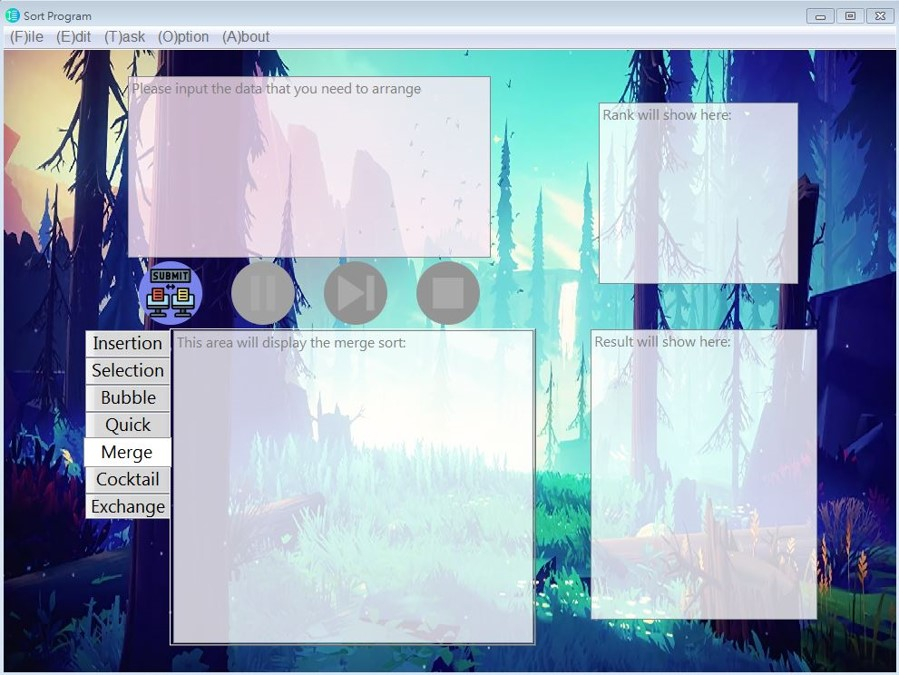 Sort Program
(F)ile (E)dit (T)ask (O)ption (A)bout
Please input the data that you need to arrange
Rank will show here:
SUBMIT
Insertion
Selection
Bubble
Quick
Merge
Cocktail
Exchange
This area will display the merge sort:
Result will show here: